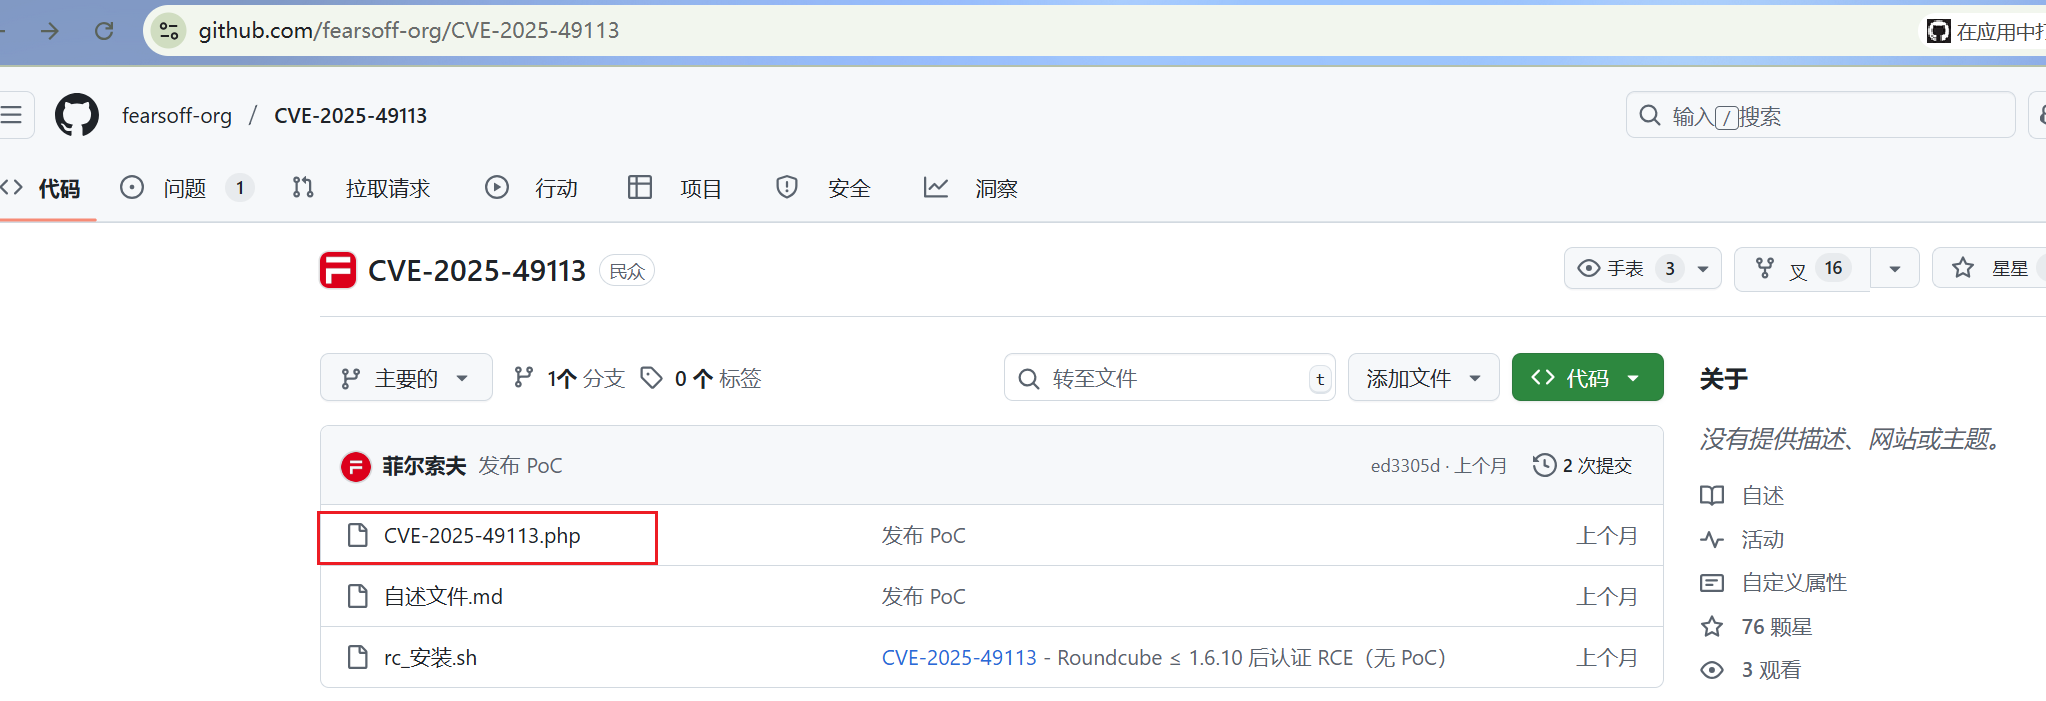 github.com/fearsoff-org/CVE-2025-49113
在应用中
fearsoff-org / CVE-2025-49113
输入 / 搜索
代码 问题 1 拉取请求 行动 项目 安全 洞察
CVE-2025-49113 民众
手表 3 叉 16 星星
主要的 1个 分支 0 个 标签
转至文件 t 添加文件 代码
关于
没有提供描述、网站或主题。
菲尔索夫 发布 PoC ed3305d · 上个月 2 次提交
CVE-2025-49113.php 发布 PoC 上个月
自述文件.md 发布 PoC 上个月
rc_安装.sh CVE-2025-49113 - Roundcube ≤ 1.6.10 后认证 RCE（无 PoC） 上个月
自述
活动
自定义属性
76 颗星
3 观看